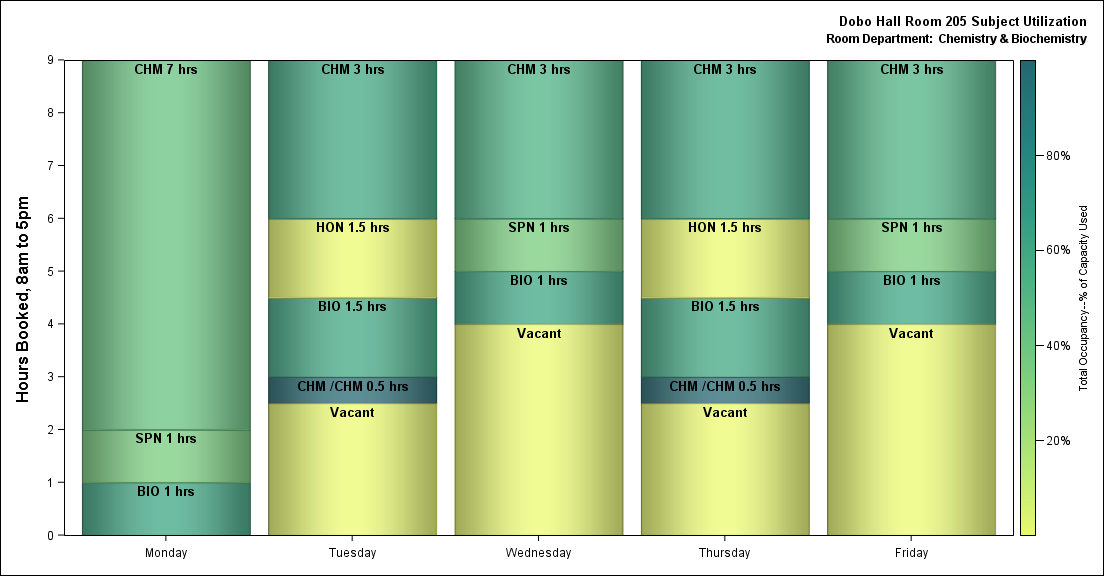 Dobo Hall Room 205 Subject Utilization
Room Department: Chemistry & Biochemistry
Hours Booked, 8am to 5pm
9
8
7
6
5
4
3
2
1
0
CHM 7 hrs
SPN 1 hrs
BIO 1 hrs
Monday
CHM 3 hrs
HON 1.5 hrs
BIO 1.5 hrs
CHM /CHM 0.5 hrs
Vacant
Tuesday
CHM 3 hrs
SPN 1 hrs
BIO 1 hrs
Vacant
Wednesday
CHM 3 hrs
HON 1.5 hrs
BIO 1.5 hrs
CHM /CHM 0.5 hrs
Vacant
Thursday
CHM 3 hrs
SPN 1 hrs
BIO 1 hrs
Vacant
Friday
80%
60%
40%
20%
Total Occupancy--% of Capacity Used